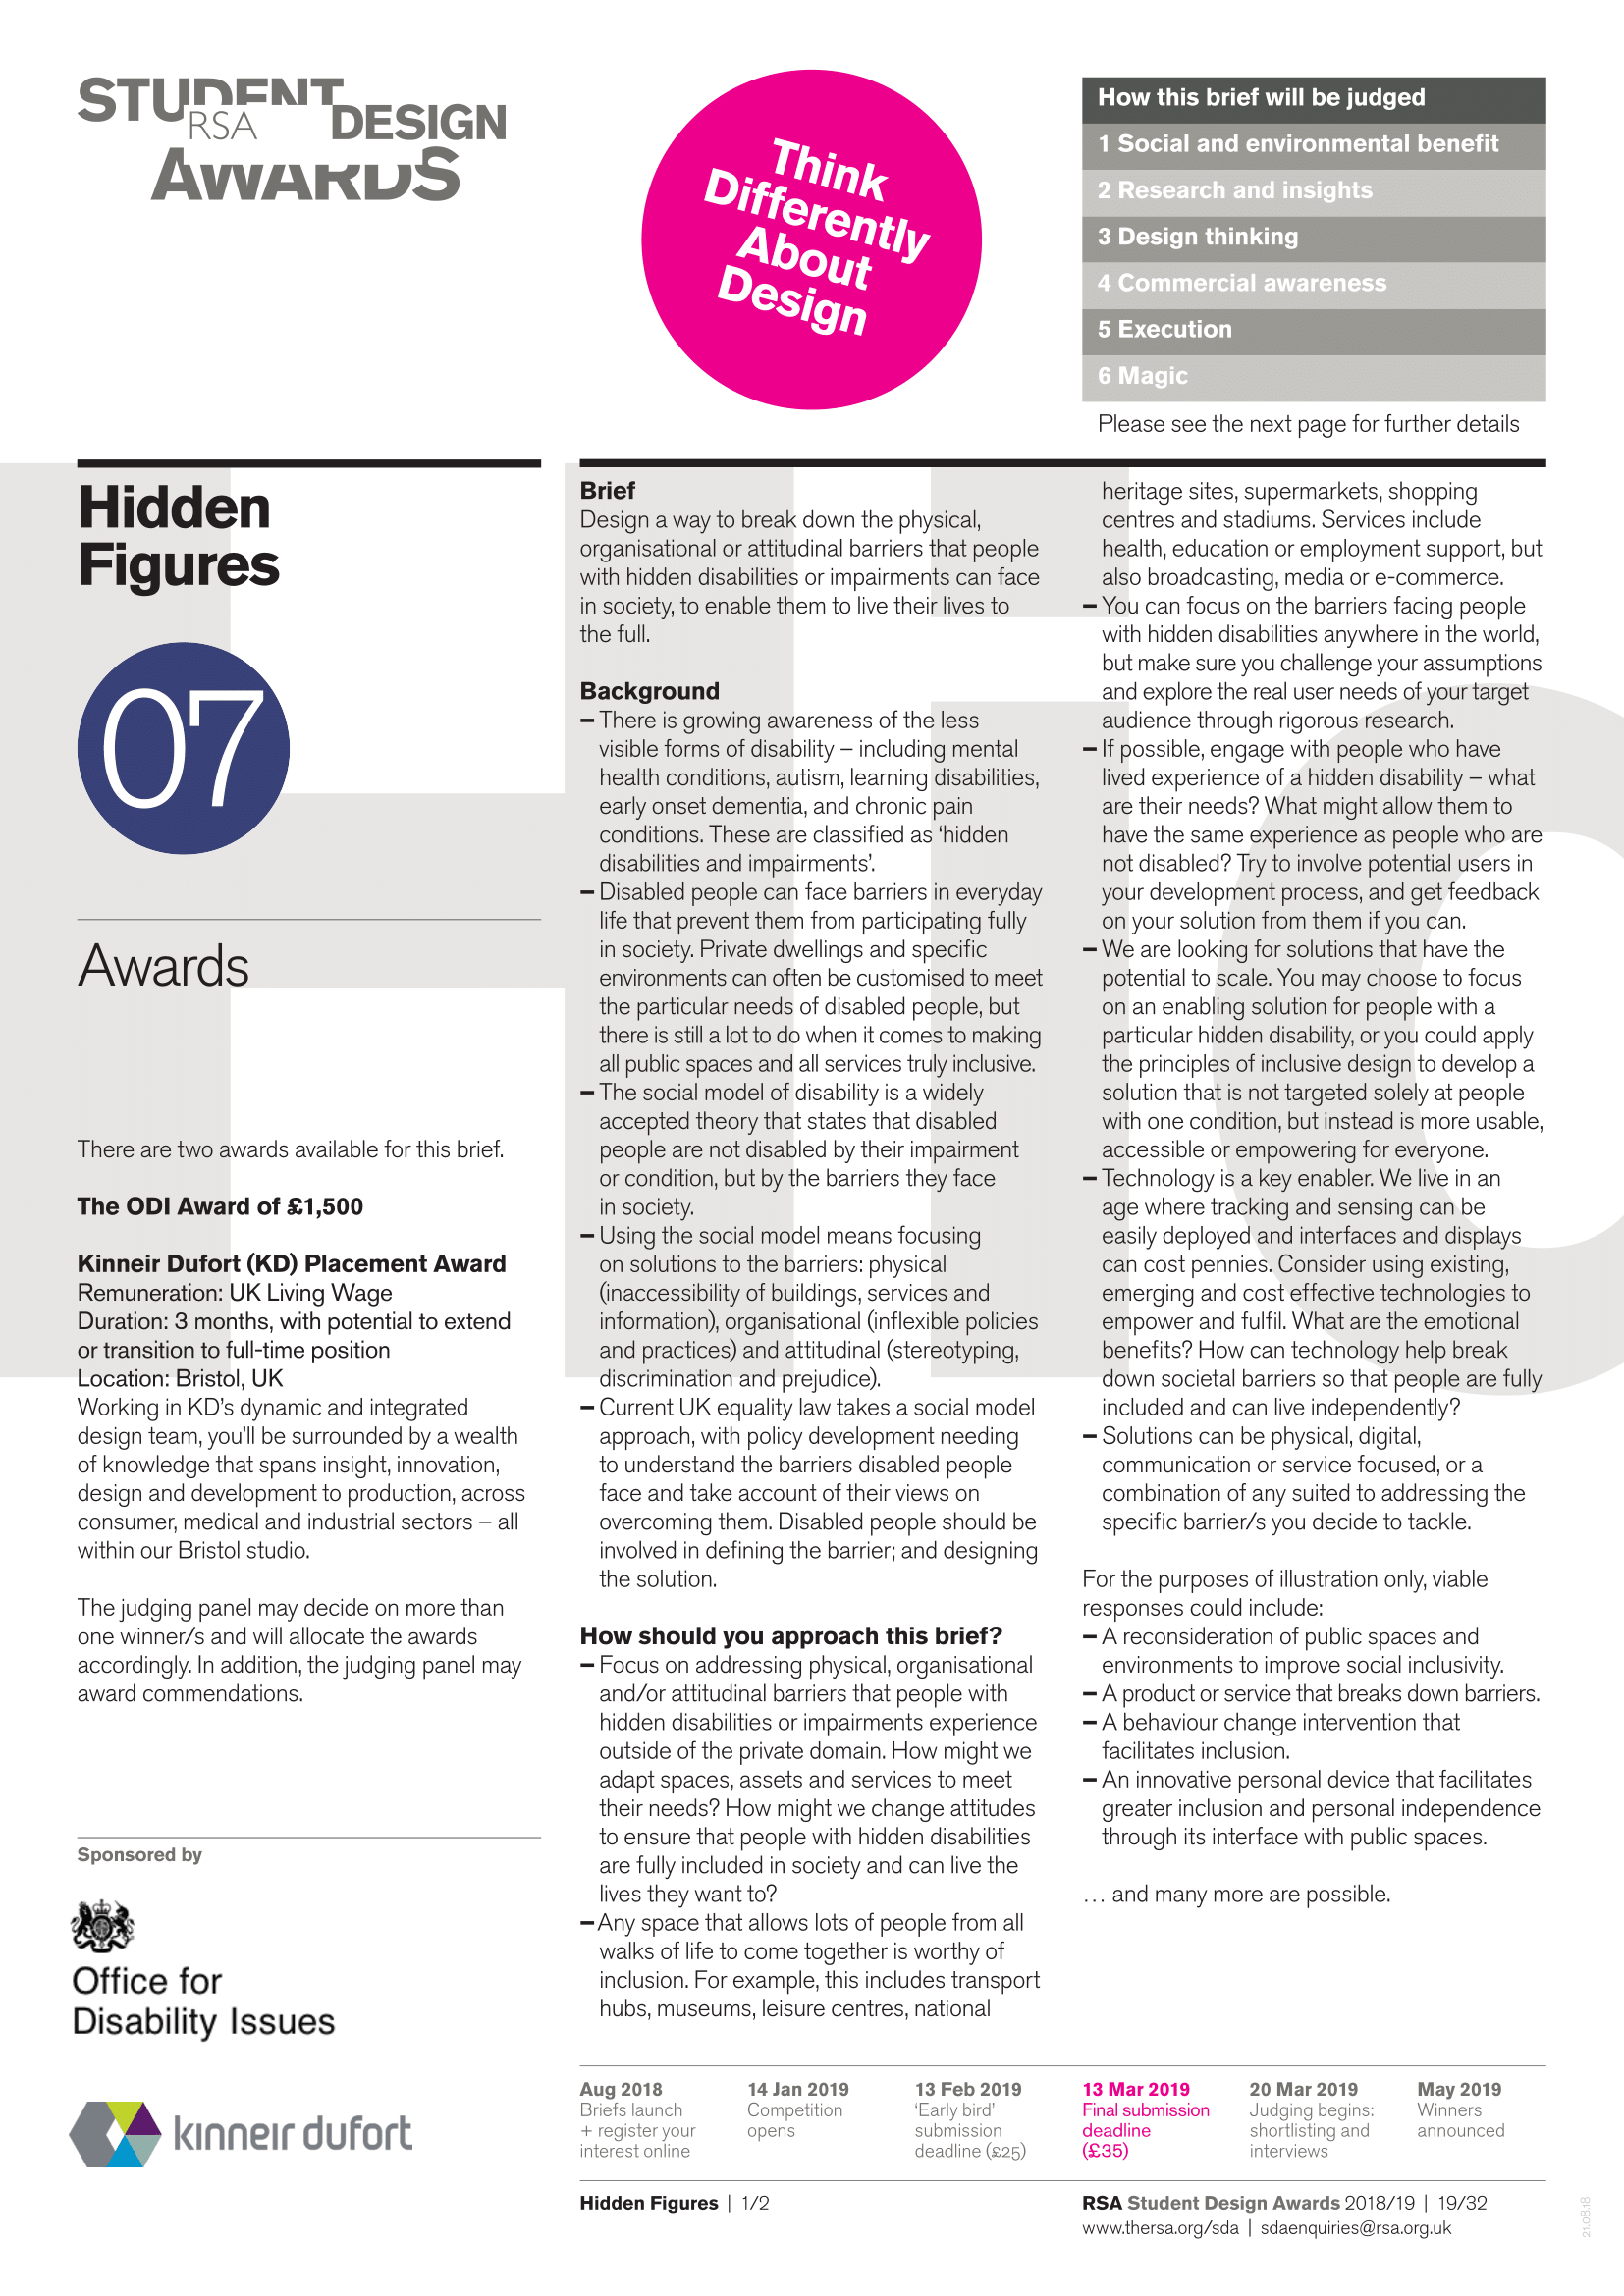 STUDENT
RSA DESIGN
AWARDS
Think
Differently
About
Design
How this brief will be judged
1 Social and environmental benefit
2 Research and insights
3 Design thinking
4 Commercial awareness
5 Execution
6 Magic
Please see the next page for further details
Hidden
Figures
07
Awards
There are two awards available for this brief.
The ODI Award of £1,500
Kinneir Dufort (KD) Placement Award
Remuneration: UK Living Wage
Duration: 3 months, with potential to extend
or transition to full-time position
Location: Bristol, UK
Working in KD's dynamic and integrated
design team, you'll be surrounded by a wealth
of knowledge that spans insight, innovation,
design and development to production, across
consumer, medical and industrial sectors – all
within our Bristol studio.
The judging panel may decide on more than
one winner/s and will allocate the awards
accordingly. In addition, the judging panel may
award commendations.
Sponsored by
Office for
Disability Issues
kinneir dufort
Brief
Design a way to break down the physical,
organisational or attitudinal barriers that people
with hidden disabilities or impairments can face
in society, to enable them to live their lives to
the full.
Background
– There is growing awareness of the less
visible forms of disability – including mental
health conditions, autism, learning disabilities,
early onset dementia, and chronic pain
conditions. These are classified as ‘hidden
disabilities and impairments’.
– Disabled people can face barriers in everyday
life that prevent them from participating fully
in society. Private dwellings and specific
environments can often be customised to meet
the particular needs of disabled people, but
there is still a lot to do when it comes to making
all public spaces and all services truly inclusive.
– The social model of disability is a widely
accepted theory that states that disabled
people are not disabled by their impairment
or condition, but by the barriers they face
in society.
– Using the social model means focusing
on solutions to the barriers: physical
(inaccessibility of buildings, services and
information), organisational (inflexible policies
and practices) and attitudinal (stereotyping,
discrimination and prejudice).
– Current UK equality law takes a social model
approach, with policy development needing
to understand the barriers disabled people
face and take account of their views on
overcoming them. Disabled people should be
involved in defining the barrier; and designing
the solution.
How should you approach this brief?
– Focus on addressing physical, organisational
and/or attitudinal barriers that people with
hidden disabilities or impairments experience
outside of the private domain. How might we
adapt spaces, assets and services to meet
their needs? How might we change attitudes
to ensure that people with hidden disabilities
are fully included in society and can live the
lives they want to?
– Any space that allows lots of people from all
walks of life to come together is worthy of
inclusion. For example, this includes transport
hubs, museums, leisure centres, national
heritage sites, supermarkets, shopping
centres and stadiums. Services include
health, education or employment support, but
also broadcasting, media or e-commerce.
– You can focus on the barriers facing people
with hidden disabilities anywhere in the world,
but make sure you challenge your assumptions
and explore the real user needs of your target
audience through rigorous research.
– If possible, engage with people who have
lived experience of a hidden disability – what
are their needs? What might allow them to
have the same experience as people who are
not disabled? Try to involve potential users in
your development process, and get feedback
on your solution from them if you can.
– We are looking for solutions that have the
potential to scale. You may choose to focus
on an enabling solution for people with a
particular hidden disability, or you could apply
the principles of inclusive design to develop a
solution that is not targeted solely at people
with one condition, but instead is more usable,
accessible or empowering for everyone.
– Technology is a key enabler. We live in an
age where tracking and sensing can be
easily deployed and interfaces and displays
can cost pennies. Consider using existing,
emerging and cost effective technologies to
empower and fulfil. What are the emotional
benefits? How can technology help break
down societal barriers so that people are fully
included and can live independently?
– Solutions can be physical, digital,
communication or service focused, or a
combination of any suited to addressing the
specific barrier/s you decide to tackle.
For the purposes of illustration only, viable
responses could include:
– A reconsideration of public spaces and
environments to improve social inclusivity.
– A product or service that breaks down barriers.
– A behaviour change intervention that
facilitates inclusion.
– An innovative personal device that facilitates
greater inclusion and personal independence
through its interface with public spaces.
… and many more are possible.
Aug 2018
Briefs launch
+ register your
interest online
14 Jan 2019
Competition
opens
13 Feb 2019
‘Early bird’
submission
deadline (£25)
13 Mar 2019
Final submission
deadline
(£35)
20 Mar 2019
Judging begins:
shortlisting and
interviews
May 2019
Winners
announced
Hidden Figures | 1/2
RSA Student Design Awards 2018/19 | 19/32
www.thersa.org/sda | sdaenquiries@rsa.org.uk
21.08.18